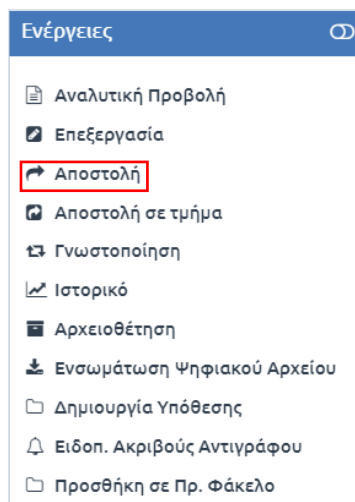 Ενέργειες
Αναλυτική Προβολή
Επεξεργασία
Αποστολή
Αποστολή σε τμήμα
Γνωστοποίηση
Ιστορικό
Αρχειοθέτηση
Ενσωμάτωση Ψηφιακού Αρχείου
Δημιουργία Υπόθεσης
Ειδοπ. Ακριβούς Αντιγράφου
Προσθήκη σε Πρ. Φάκελο